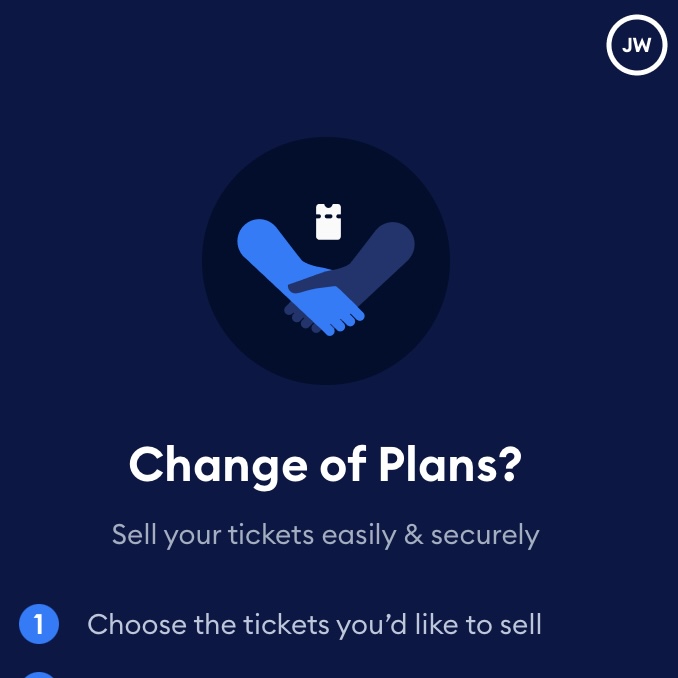 JW
Change of Plans?
Sell your tickets easily & securely
1 Choose the tickets you’d like to sell